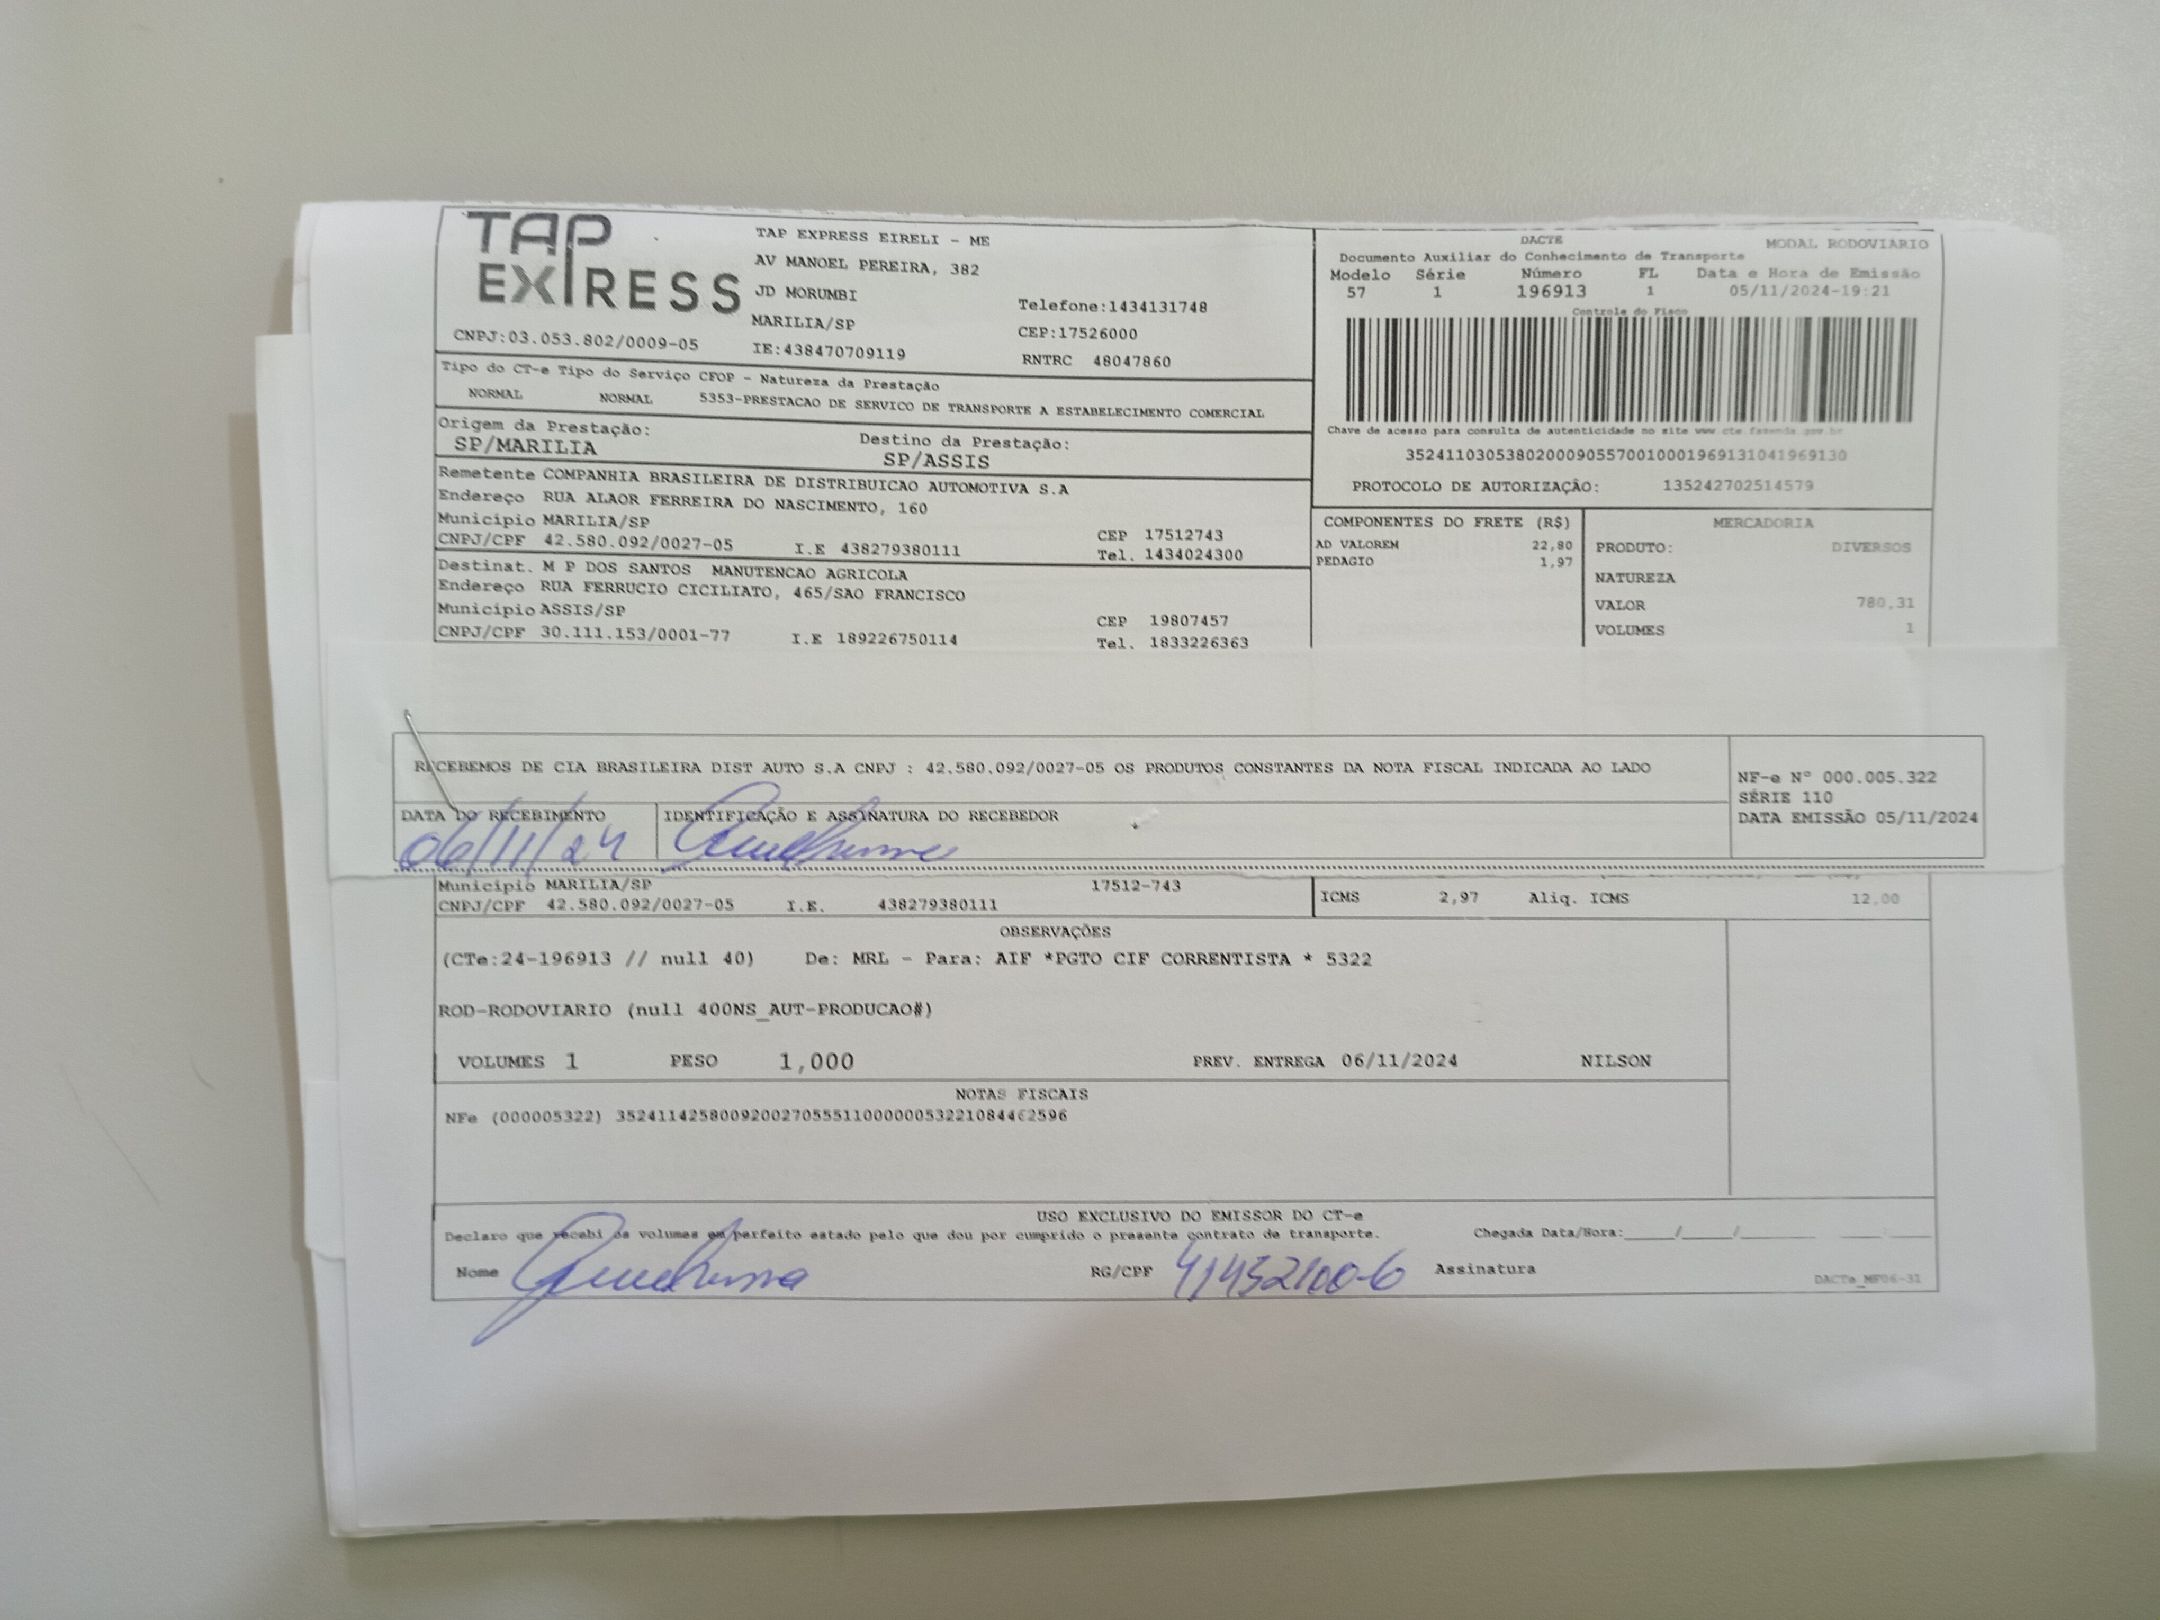 TAP
EXPRESS
CNPJ:03.053.802/0009-05
TAP EXPRESS EIRELI - ME
AV MANOEL PEREIRA, 382
JD MORUMBI
MARILIA/SP
IE:438470709119
Telefone:1434131748
CEP:17526000
RNTRC 48047860
DACTE
MODAL RODOVIARIO
Documento Auxiliar do Conhecimento de Transporte
Modelo Série Número FL Data e Hora de Emissão
57 1 196913 1 05/11/2024-19:21
Controle do Fisco
Chave de acesso para consulta de autenticidade no site www.cte.fazenda.gov.br
35241103053802000905570010001969131041969130
PROTOCOLO DE AUTORIZAÇÃO: 135242702514579
Tipo do CT-e Tipo do Serviço CFOP - Natureza da Prestação
NORMAL NORMAL 5353-PRESTACAO DE SERVICO DE TRANSPORTE A ESTABELECIMENTO COMERCIAL
Origem da Prestação: Destino da Prestação:
SP/MARILIA SP/ASSIS
Remetente COMPANHIA BRASILEIRA DE DISTRIBUICAO AUTOMOTIVA S.A
Endereço RUA ALAOR FERREIRA DO NASCIMENTO, 160
Município MARILIA/SP CEP 17512743
CNPJ/CPF 42.580.092/0027-05 I.E 438279380111 Tel. 1434024300
Destinat. M P DOS SANTOS MANUTENCAO AGRICOLA
Endereço RUA FERRUCIO CICILIATO, 465/SAO FRANCISCO
Município ASSIS/SP CEP 19807457
CNPJ/CPF 30.111.153/0001-77 I.E 189226750114 Tel. 1833226363
COMPONENTES DO FRETE (R$)
AD VALOREM 22,80
PEDAGIO 1,97
MERCADORIA
PRODUTO: DIVERSOS
NATUREZA
VALOR 780,31
VOLUMES 1
RECEBEMOS DE CIA BRASILEIRA DIST AUTO S.A CNPJ : 42.580.092/0027-05 OS PRODUTOS CONSTANTES DA NOTA FISCAL INDICADA AO LADO
DATA DO RECEBIMENTO IDENTIFICAÇÃO E ASSINATURA DO RECEBEDOR
06/11/24
NF-e Nº 000.005.322
SÉRIE 110
DATA EMISSÃO 05/11/2024
Município MARILIA/SP 17512-743
CNPJ/CPF 42.580.092/0027-05 I.E. 438279380111
ICMS 2,97 Aliq. ICMS 12,00
OBSERVAÇÕES
(CTe:24-196913 // null 40) De: MRL - Para: AIF *PGTO CIF CORRENTISTA * 5322
ROD-RODOVIARIO (null 400NS_AUT-PRODUCAO#)
VOLUMES 1 PESO 1,000 PREV. ENTREGA 06/11/2024 NILSON
NOTAS FISCAIS
NFe (000005322)
USO EXCLUSIVO DO EMISSOR DO CT-e
Declaro que recebi os volumes em perfeito estado pelo que dou por cumprido o presente contrato de transporte. Chegada Data/Hora:____/____/______ ____:____
Nome RG/CPF Assinatura
DACTe_MF06-31